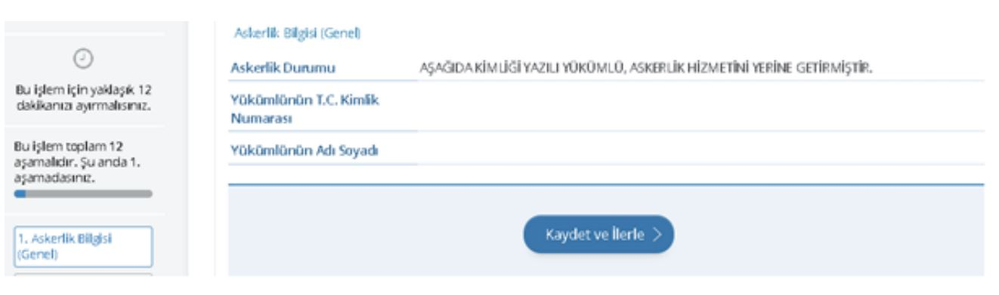 Askerlik Bilgisi (Genel)
Askerlik Durumu AŞAĞIDA KİMLİĞİ YAZILI YÜKÜMLÜ, ASKERLİK HİZMETİNİ YERİNE GETİRMİŞTİR.
Bu işlem için yaklaşık 12
dakikanızı ayırmalısınız.
Yükümlünün T.C. Kimlik
Numarası
Bu işlem toplam 12
aşamalıdır. Şu anda 1.
aşamadasınız.
Yükümlünün Adı Soyadı
Kaydet ve İlerle
1. Askerlik Bilgisi
(Genel)